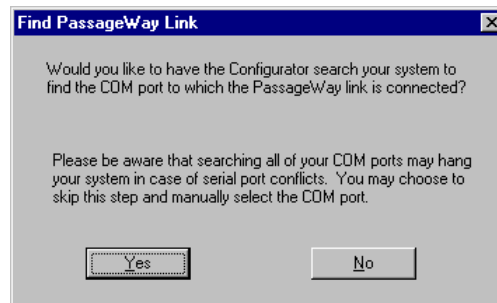 Find PassageWay Link
Would you like to have the Configurator search your system to
find the COM port to which the PassageWay link is connected?
Please be aware that searching all of your COM ports may hang
your system in case of serial port conflicts. You may choose to
skip this step and manually select the COM port.
Yes
No